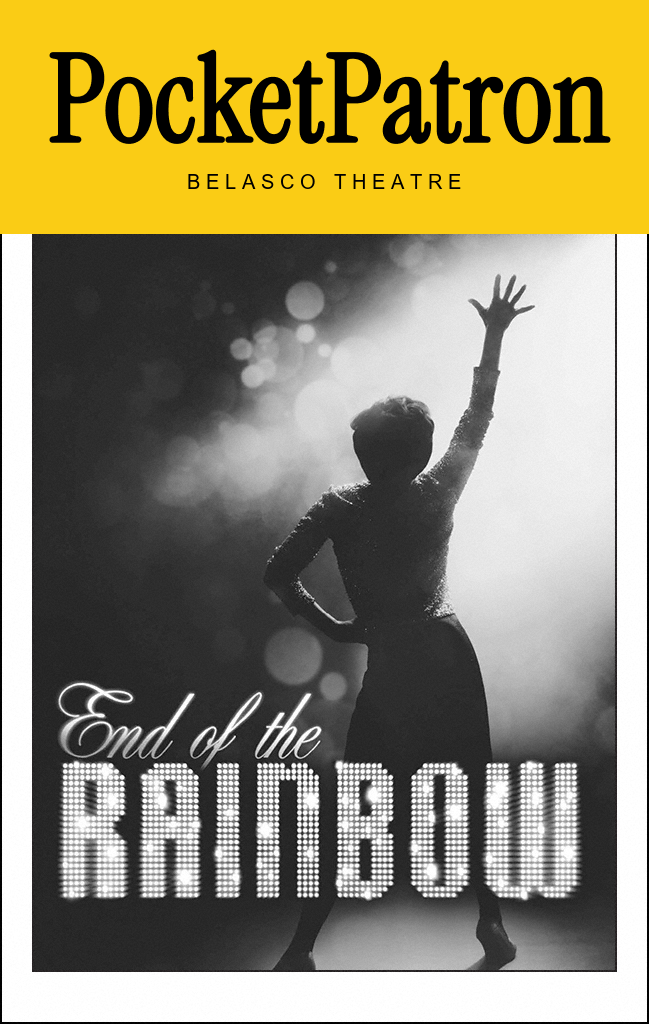 PocketPatron
BELASCO THEATRE
End of the
RAINBOW